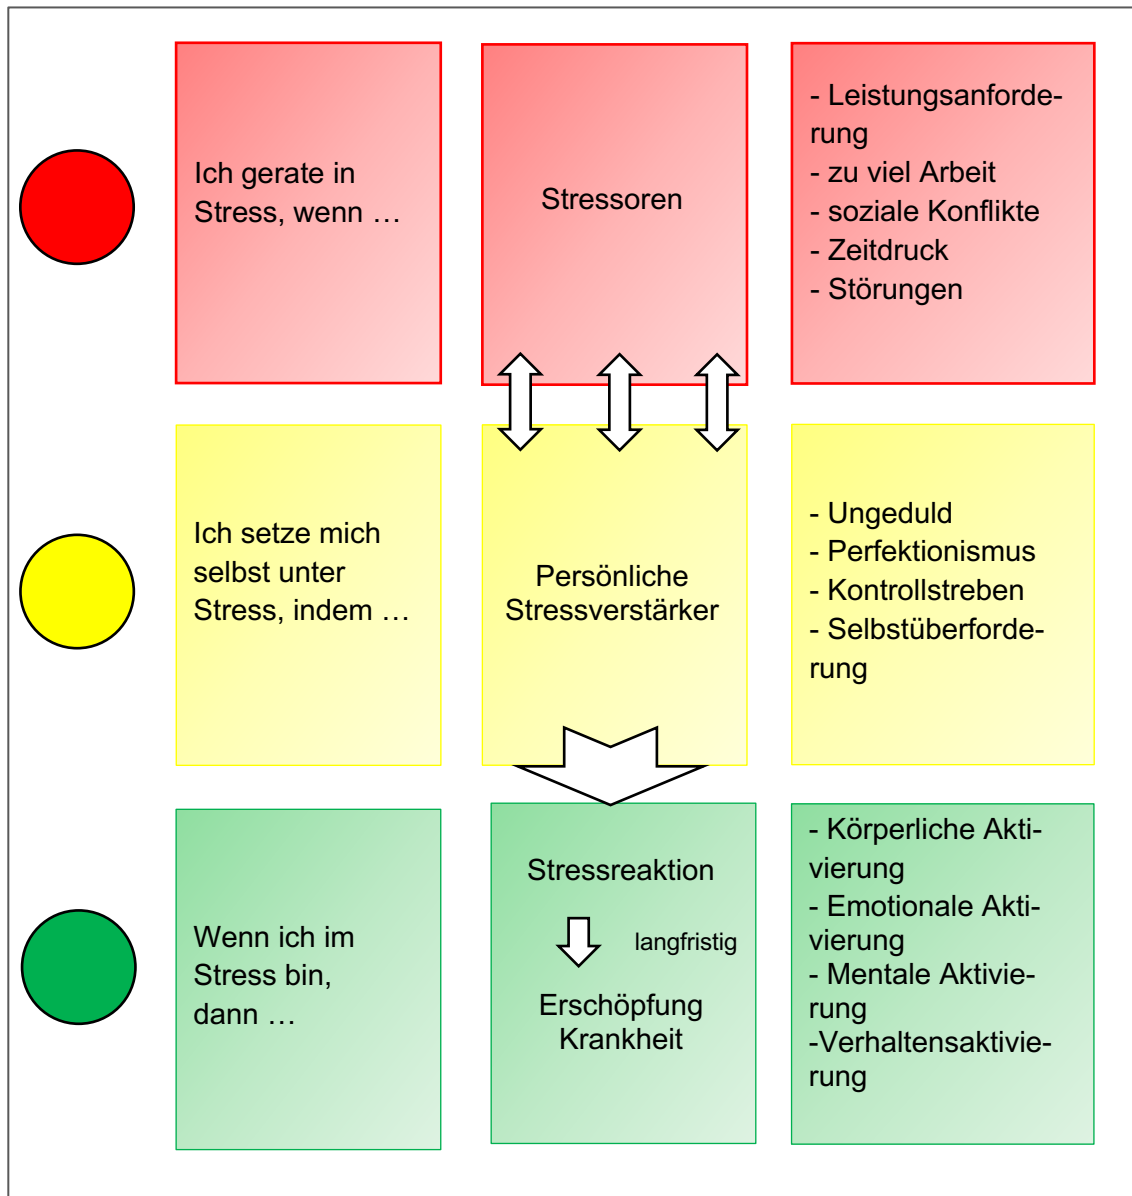 Ich gerate in
Stress, wenn …
Stressoren
- Leistungsanforde-
rung
- zu viel Arbeit
- soziale Konflikte
- Zeitdruck
- Störungen
Ich setze mich
selbst unter
Stress, indem …
Persönliche
Stressverstärker
- Ungeduld
- Perfektionismus
- Kontrollstreben
- Selbstüberforde-
rung
Wenn ich im
Stress bin,
dann …
Stressreaktion
langfristig
Erschöpfung
Krankheit
- Körperliche Akti-
vierung
- Emotionale Akti-
vierung
- Mentale Aktivie-
rung
-Verhaltensaktivie-
rung